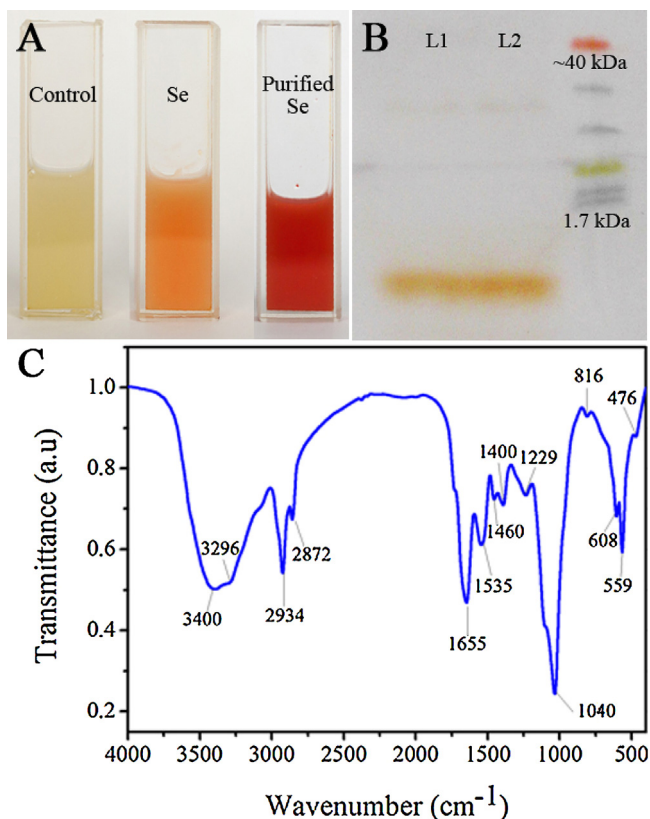 A
Control
Se
Purified
Se
B
L1 L2
~40 kDa
1.7 kDa
C
Transmittance (a.u)
1.0
0.8
0.6
0.4
0.2
3400
3296
2934
2872
1655
1535
1460
1400
1229
1040
816
608
559
476
4000 3500 3000 2500 2000 1500 1000 500
Wavenumber (cm-1)